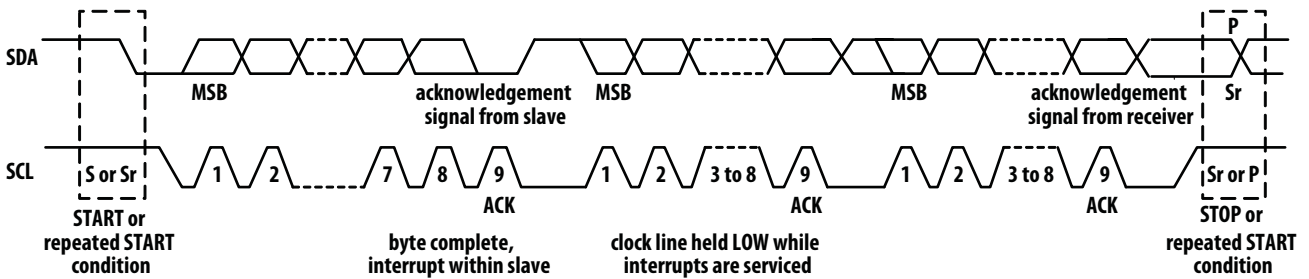 P
SDA
MSB
acknowledgement
signal from slave
MSB
MSB
acknowledgement
signal from receiver
Sr
SCL
S or Sr
1
2
7
8
9
1
2
3 to 8
9
1
2
3 to 8
9
Sr or P
ACK
ACK
ACK
START or
repeated START
condition
byte complete,
interrupt within slave
clock line held LOW while
interrupts are serviced
STOP or
repeated START
condition